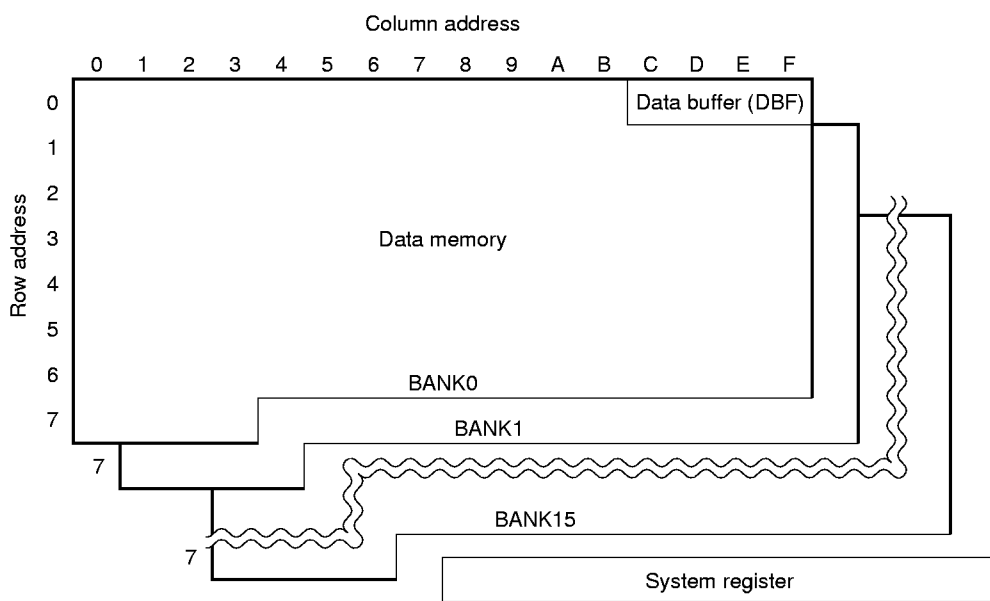 Column address
0 1 2 3 4 5 6 7 8 9 A B C D E F
0 Data buffer (DBF)
1
2
Row address
3 Data memory
4
5
6
BANK0
7
BANK1
7
BANK15
7
System register